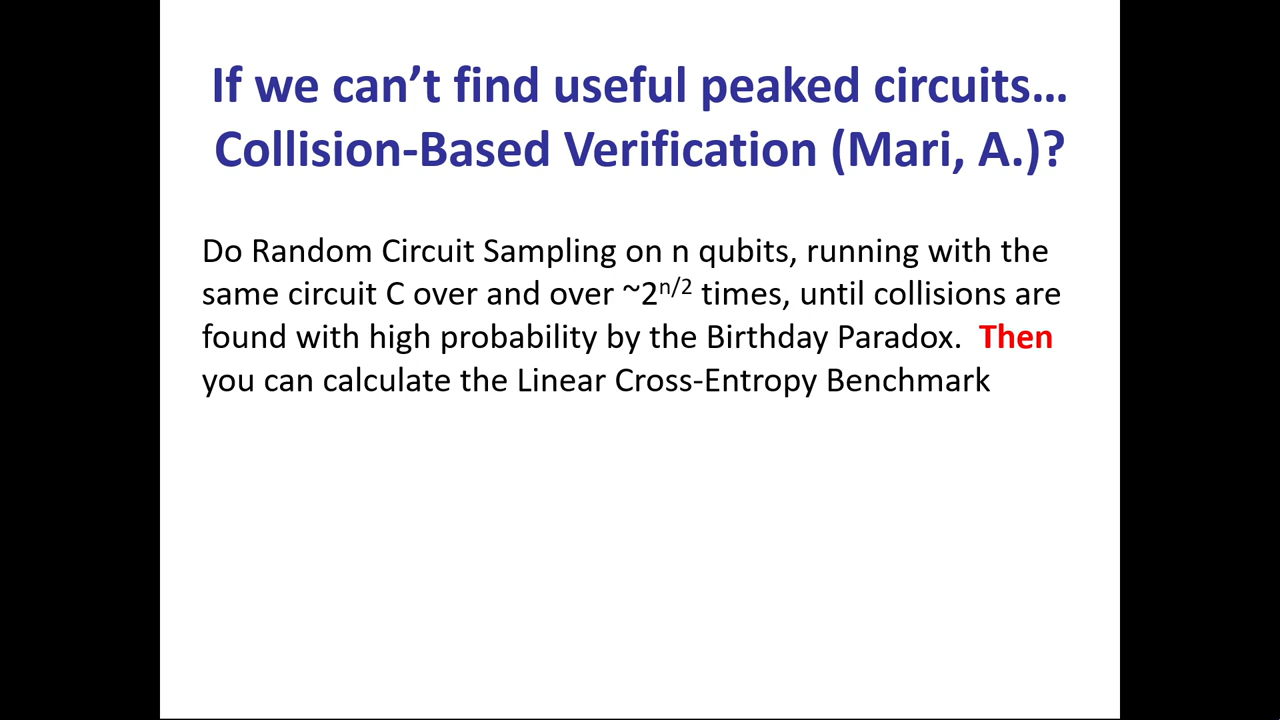 If we can’t find useful peaked circuits…
Collision-Based Verification (Mari, A.)?
Do Random Circuit Sampling on n qubits, running with the
same circuit C over and over ~2^n/2 times, until collisions are
found with high probability by the Birthday Paradox. Then
you can calculate the Linear Cross-Entropy Benchmark